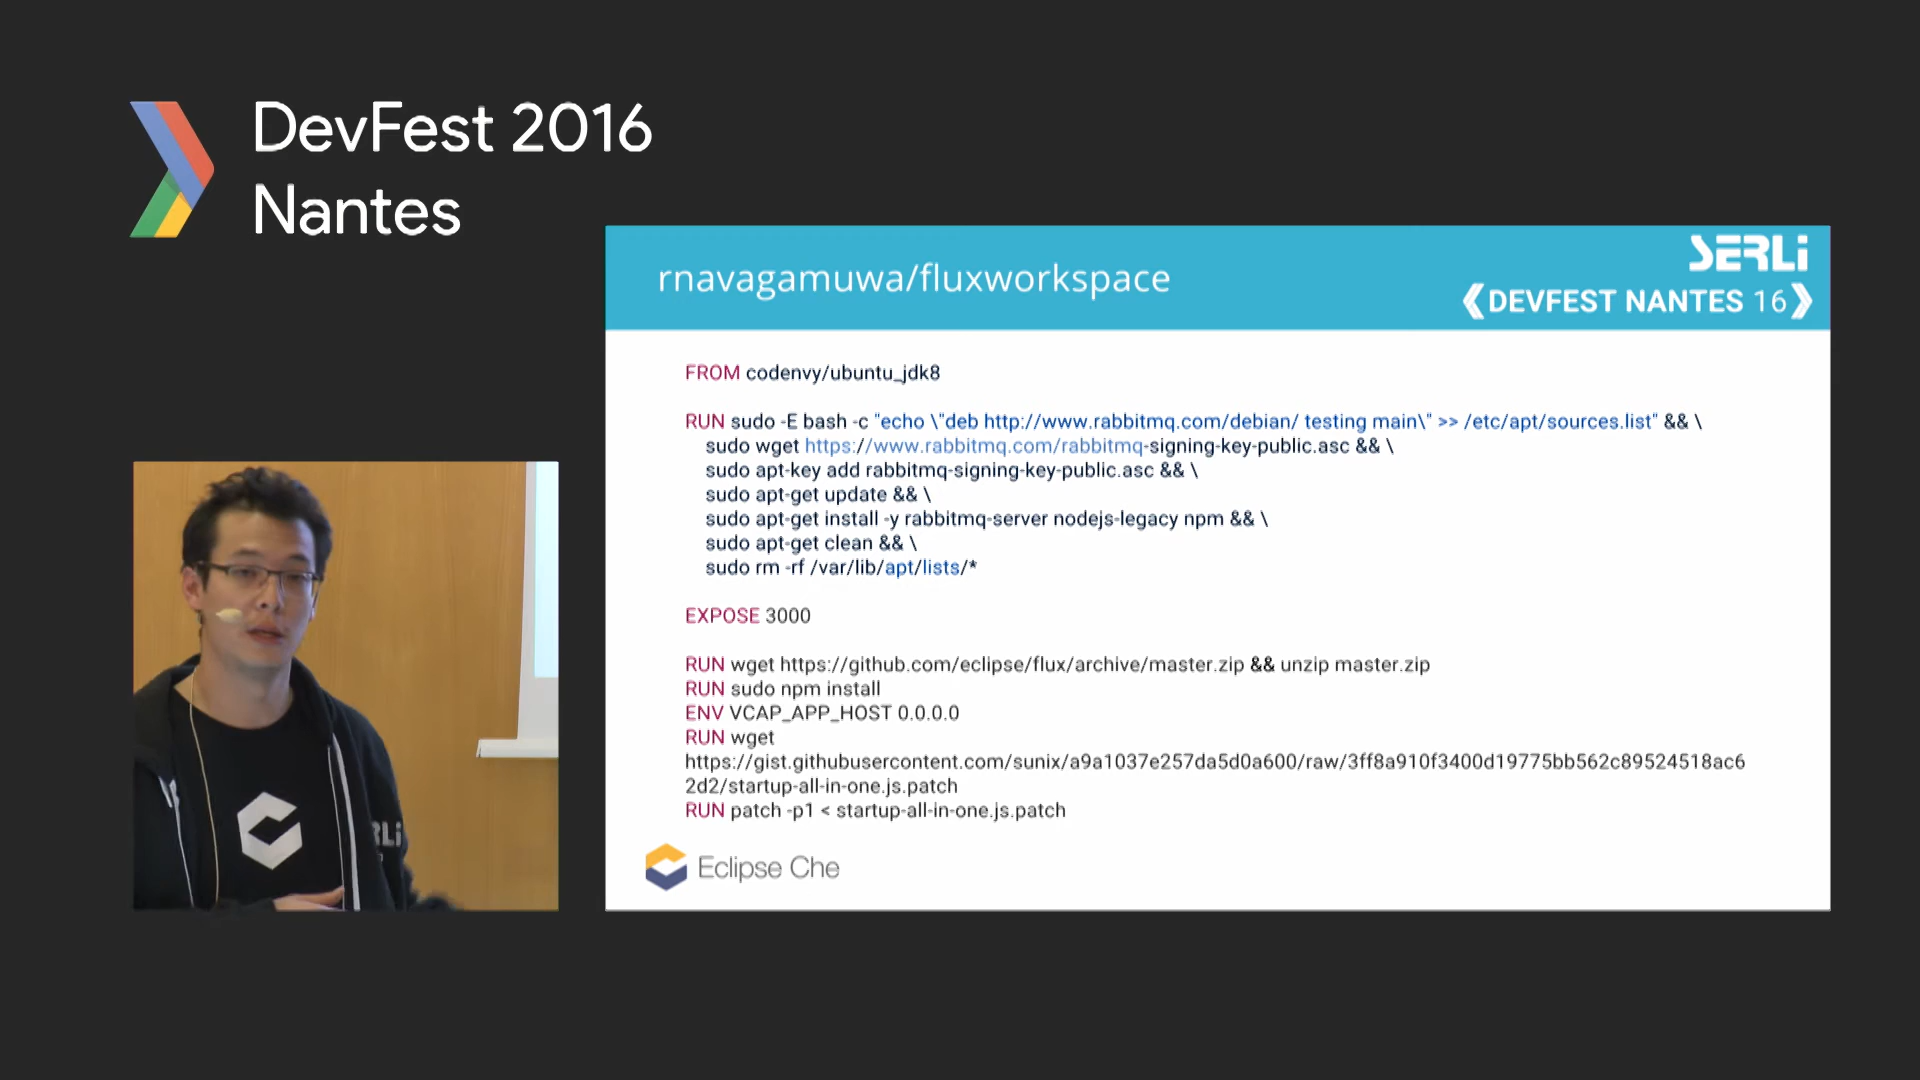 DevFest 2016
Nantes
SERLI
rnavagamuwa/fluxworkspace
❮DEVFEST NANTES 16❯
FROM codenvy/ubuntu_jdk8
RUN sudo -E bash -c "echo \"deb http://www.rabbitmq.com/debian/ testing main\" >> /etc/apt/sources.list" && \
sudo wget https://www.rabbitmq.com/rabbitmq-signing-key-public.asc && \
sudo apt-key add rabbitmq-signing-key-public.asc && \
sudo apt-get update && \
sudo apt-get install -y rabbitmq-server nodejs-legacy npm && \
sudo apt-get clean && \
sudo rm -rf /var/lib/apt/lists/*
EXPOSE 3000
RUN wget https://github.com/eclipse/flux/archive/master.zip && unzip master.zip
RUN sudo npm install
ENV VCAP_APP_HOST 0.0.0.0
RUN wget
https://gist.githubusercontent.com/sunix/a9a1037e257da5d0a600/raw/3ff8a910f3400d19775bb562c89524518ac6
2d2/startup-all-in-one.js.patch
RUN patch -p1 < startup-all-in-one.js.patch
Eclipse Che